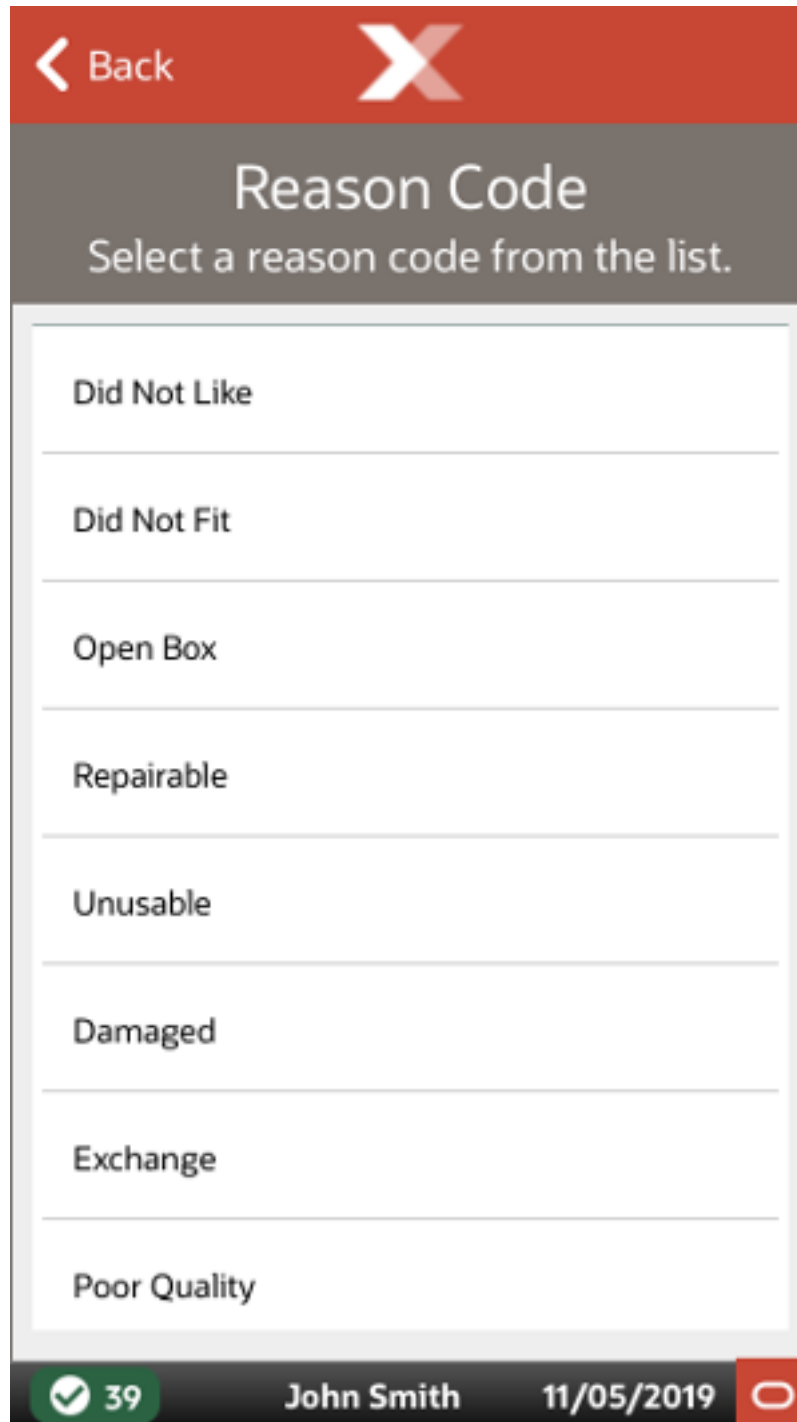 Back
Reason Code
Select a reason code from the list.
Did Not Like
Did Not Fit
Open Box
Repairable
Unusable
Damaged
Exchange
Poor Quality
39 John Smith 11/05/2019